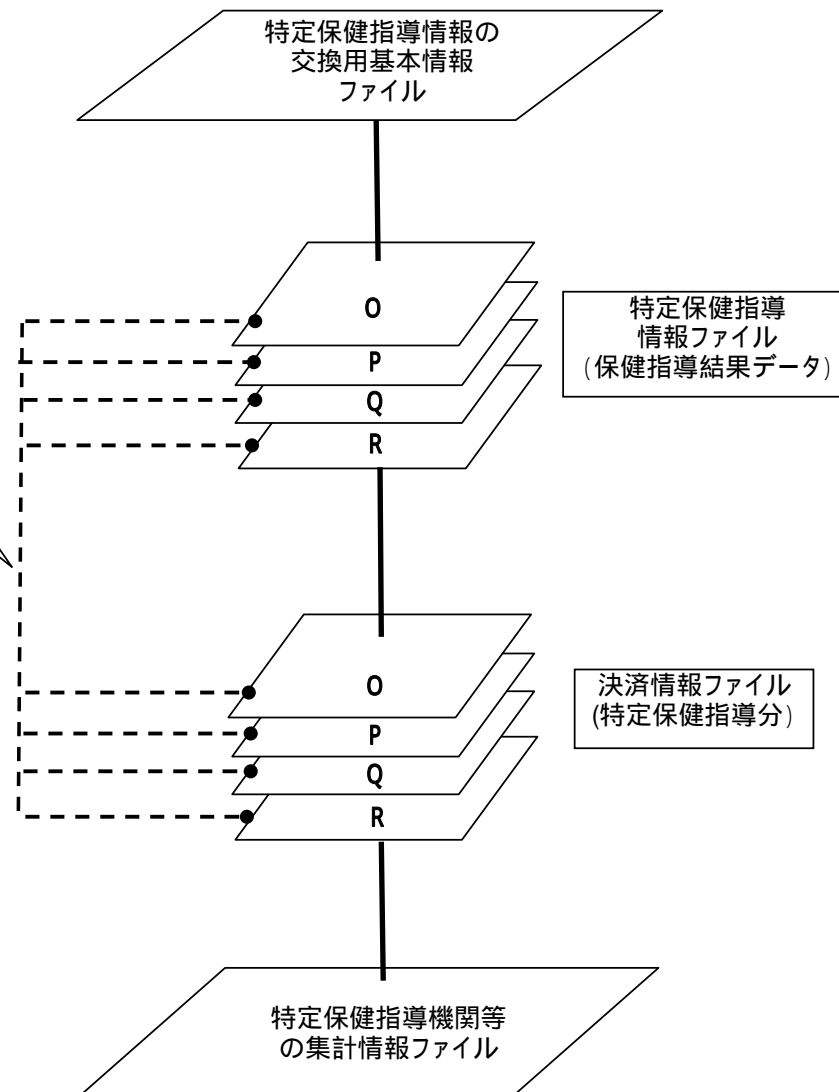 特定保健指導情報の
交換用基本情報
ファイル
O
P
Q
R
特定保健指導
情報ファイル
(保健指導結果データ)
O
P
Q
R
決済情報ファイル
(特定保健指導分)
特定保健指導機関等
の集計情報ファイル